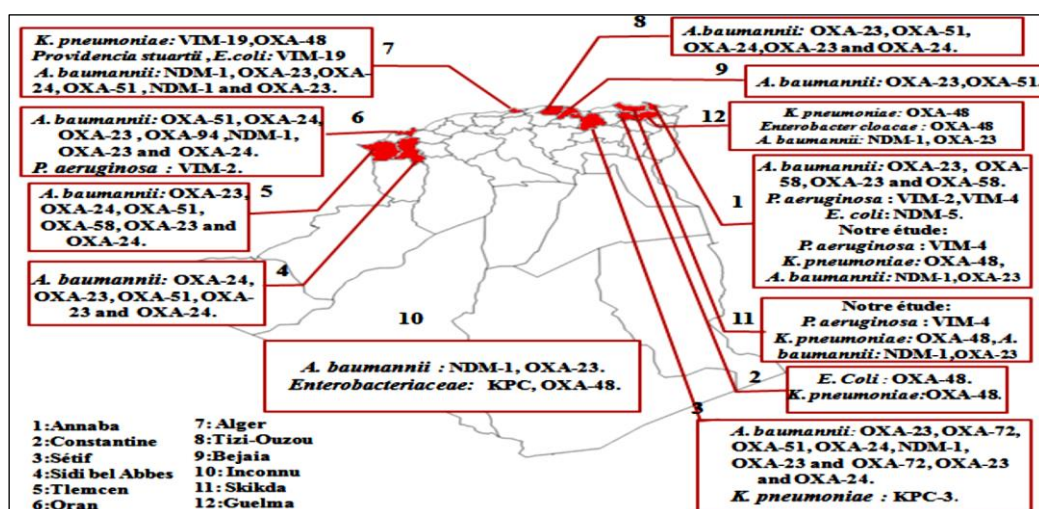 K. pneumoniae: VIM-19,OXA-48
Providencia stuartii ,E.coli: VIM-19
A. baumannii: NDM-1, OXA-23,OXA-
24, OXA-51 ,NDM-1 and OXA-23.
7
8
A.baumannii: OXA-23, OXA-51,
OXA-24,OXA-23 and OXA-24.
9
A. baumannii: OXA-23,OXA-51.
A. baumannii: OXA-51, OXA-24,
OXA-23 , OXA-94 ,NDM-1,
OXA-23 and OXA-24.
P. aeruginosa : VIM-2.
6
12
K. pneumoniae: OXA-48
Enterobacter cloacae : OXA-48
A. baumannii: NDM-1, OXA-23
A. baumannii: OXA-23,
OXA-24, OXA-51,
OXA-58, OXA-23 and
OXA-24.
5
1
A. baumannii: OXA-23, OXA-
58, OXA-23 and OXA-58.
P. aeruginosa : VIM-2,VIM-4
E. coli: NDM-5.
Notre étude:
P. aeruginosa : VIM-4
K. pneumoniae: OXA-48,
A. baumannii: NDM-1,OXA-23
A. baumannii: OXA-24,
OXA-23, OXA-51, OXA-
23 and OXA-24.
4
11
Notre étude:
P. aeruginosa : VIM-4
K. pneumoniae: OXA-48,A.
baumannii: NDM-1,OXA-23
10
A. baumannii : NDM-1, OXA-23.
Enterobacteriaceae: KPC, OXA-48.
2
E. Coli : OXA-48.
K. pneumoniae:OXA-48.
3
A. baumannii: OXA-23, OXA-72,
OXA-51, OXA-24, NDM-1,
OXA-23 and OXA-72, OXA-23
and OXA-24.
K. pneumoniae : KPC-3.
1:Annaba
2:Constantine
3:Sétif
4:Sidi bel Abbes
5:Tlemcen
6:Oran
7: Alger
8:Tizi-Ouzou
9:Bejaia
10: Inconnu
11: Skikda
12:Guelma